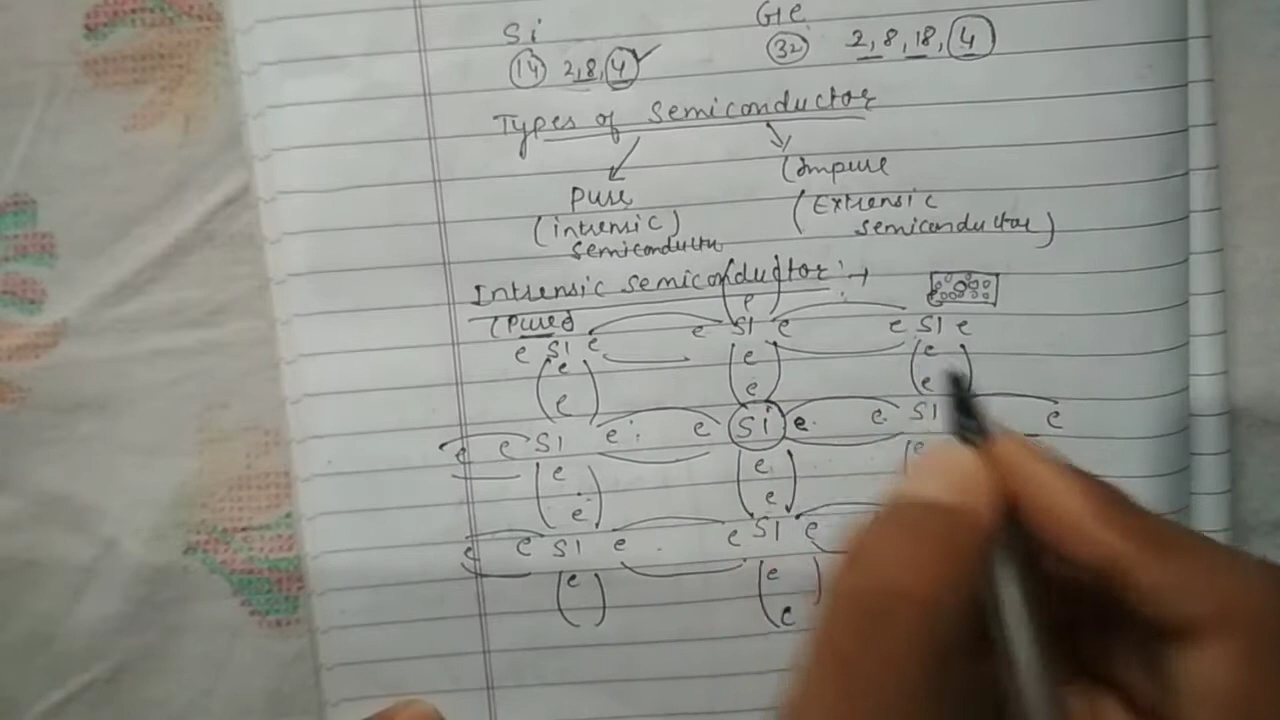 Si Ge
14 2,8,4 32 2,8,18,4
Types of Semiconductor
Pure Impure
(intrensic) (Extrensic
semiconductor semiconductor)
Intrensic semiconductor :→
(Pure)
e
e Si e e Si e
e Si e
e e e
e e e
e e Si e e Si e e Si e
e e e
e e
e e Si e e Si e
e e
e